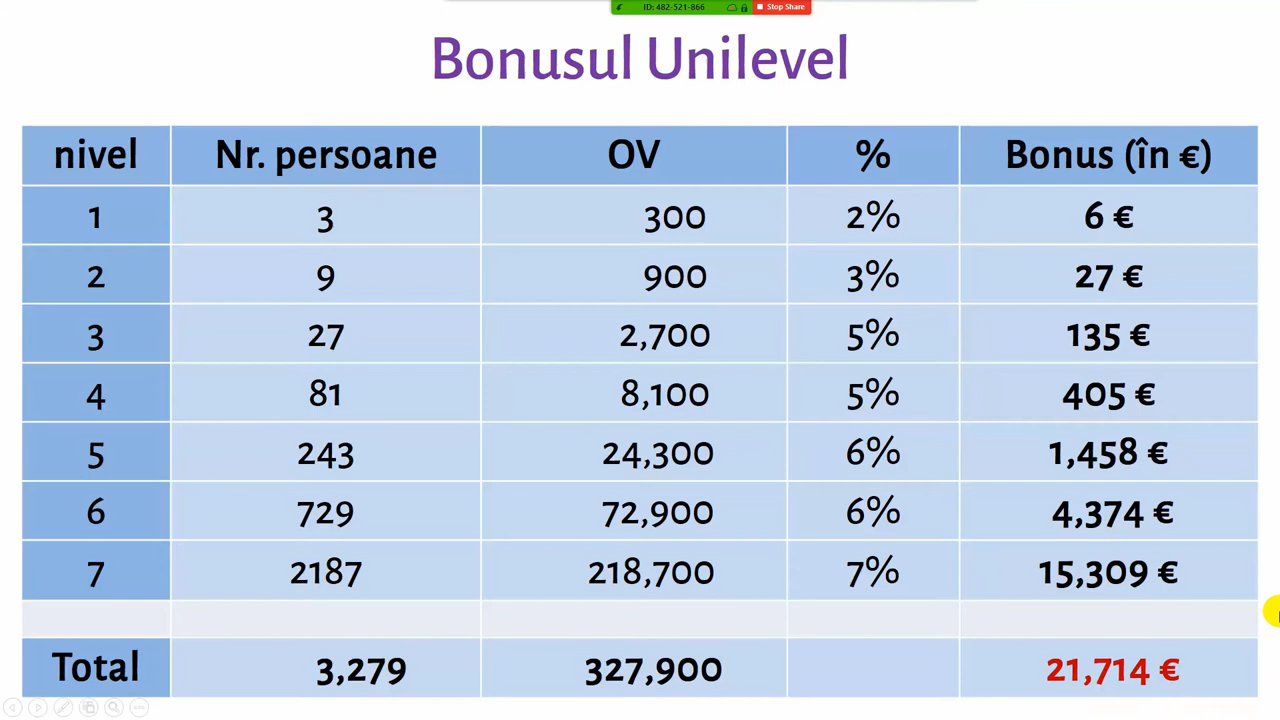 ID: 482-521-866 Stop Share
Bonusul Unilevel
nivel Nr. persoane OV % Bonus (în €)
1 3 300 2% 6 €
2 9 900 3% 27 €
3 27 2,700 5% 135 €
4 81 8,100 5% 405 €
5 243 24,300 6% 1,458 €
6 729 72,900 6% 4,374 €
7 2187 218,700 7% 15,309 €
Total 3,279 327,900 21,714 €